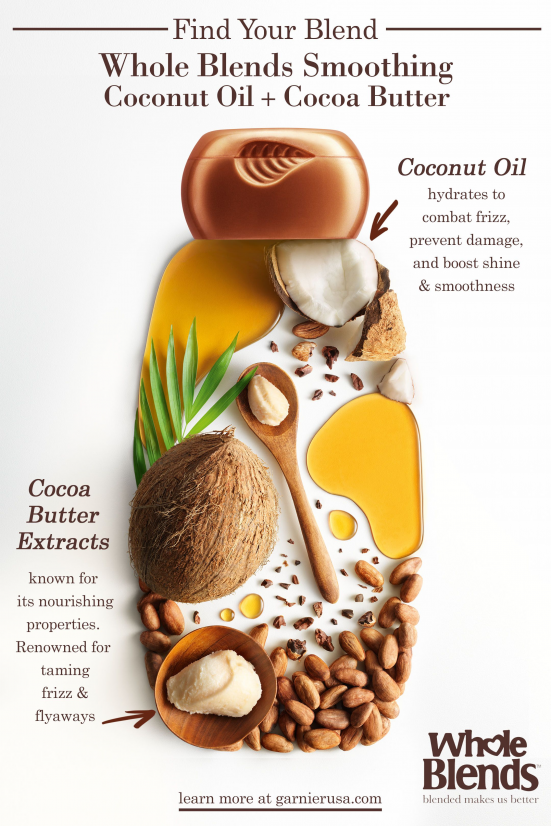 Find Your Blend
Whole Blends Smoothing
Coconut Oil + Cocoa Butter
Coconut Oil
hydrates to
combat frizz,
prevent damage,
and boost shine
& smoothness
Cocoa
Butter
Extracts
known for
its nourishing
properties.
Renowned for
taming
frizz &
flyaways
Whole
Blends™
blended makes us better
learn more at garnierusa.com